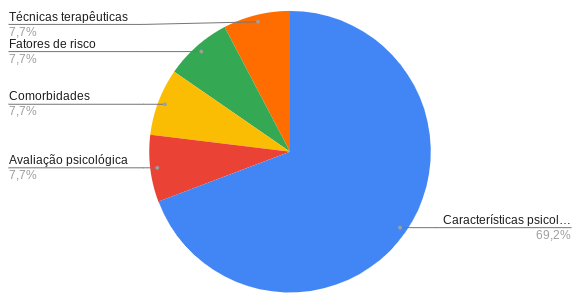 Técnicas terapêuticas
7,7%
Fatores de risco
7,7%
Comorbidades
7,7%
Avaliação psicológica
7,7%
Características psicol…
69,2%